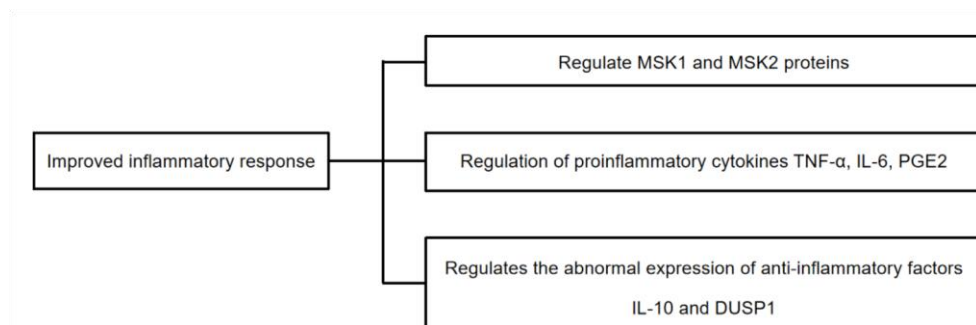 Regulate MSK1 and MSK2 proteins
Improved inflammatory response
Regulation of proinflammatory cytokines TNF-α, IL-6, PGE2
Regulates the abnormal expression of anti-inflammatory factors
IL-10 and DUSP1